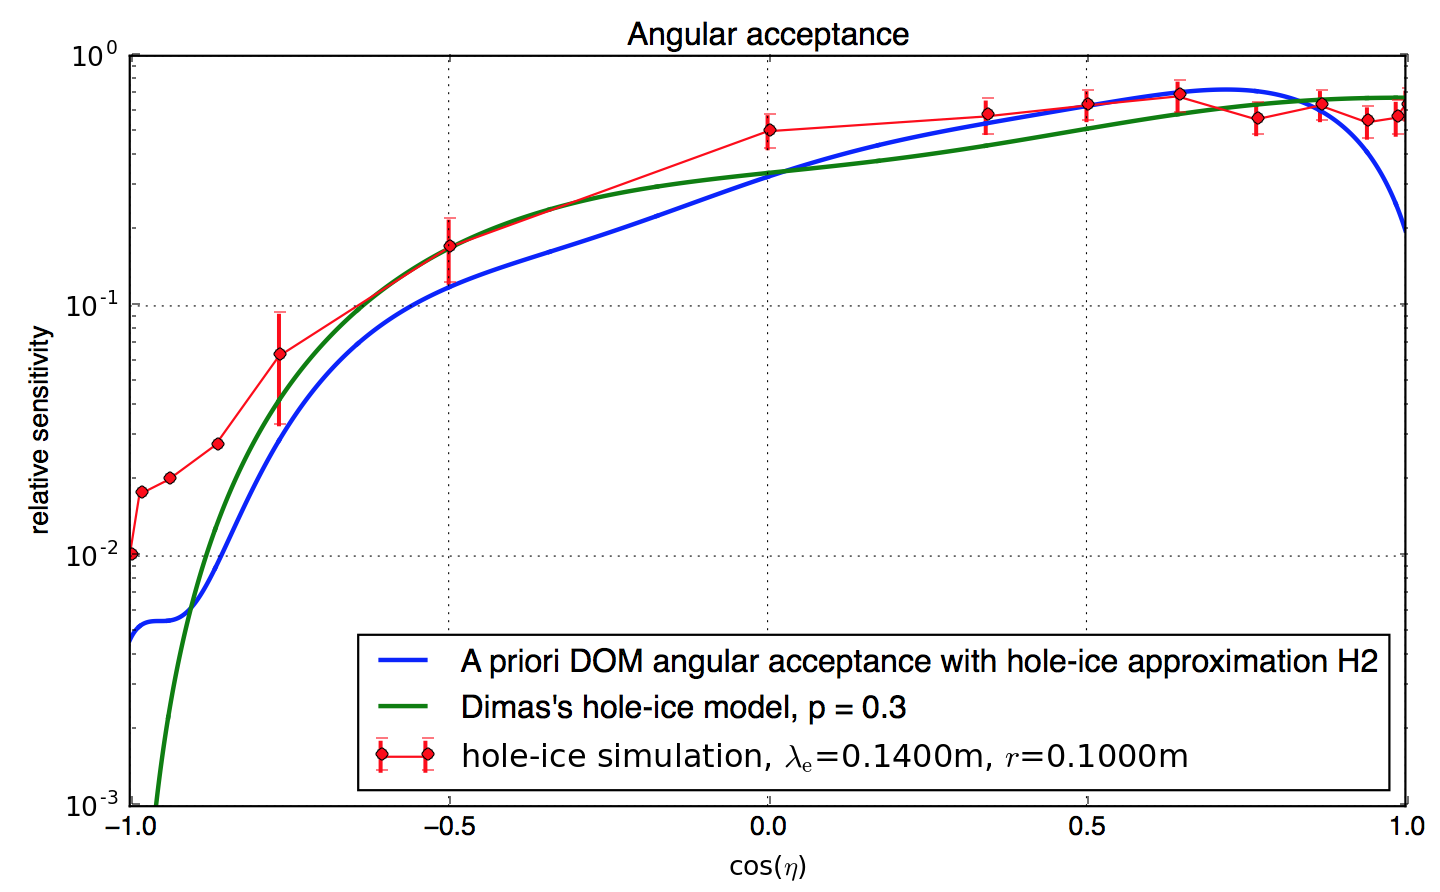 Angular acceptance
10^0
10^-1
10^-2
10^-3
relative sensitivity
−1.0 −0.5 0.0 0.5 1.0
cos(η)
A priori DOM angular acceptance with hole-ice approximation H2
Dimas's hole-ice model, p = 0.3
hole-ice simulation, λe=0.1400m, r=0.1000m